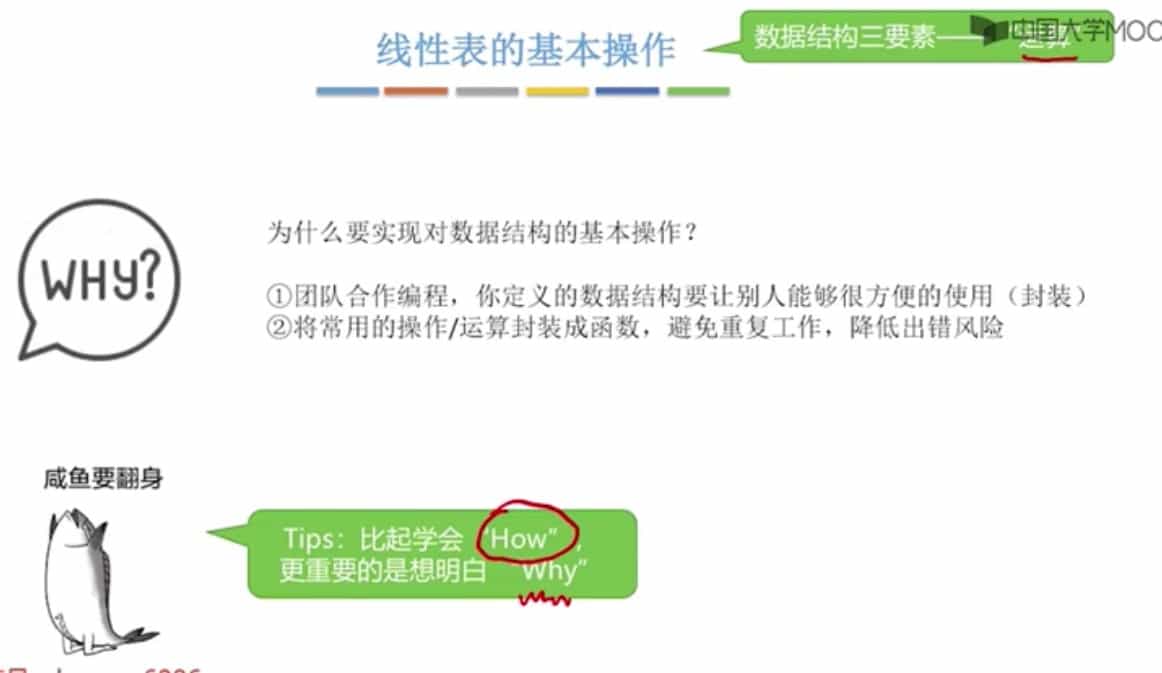 线性表的基本操作
数据结构三要素——“运算”
中国大学MOO
WHY?
为什么要实现对数据结构的基本操作？
①团队合作编程，你定义的数据结构要让别人能够很方便的使用（封装）
②将常用的操作/运算封装成函数，避免重复工作，降低出错风险
咸鱼要翻身
Tips：比起学会“How”，
更重要的是想明白“Why”